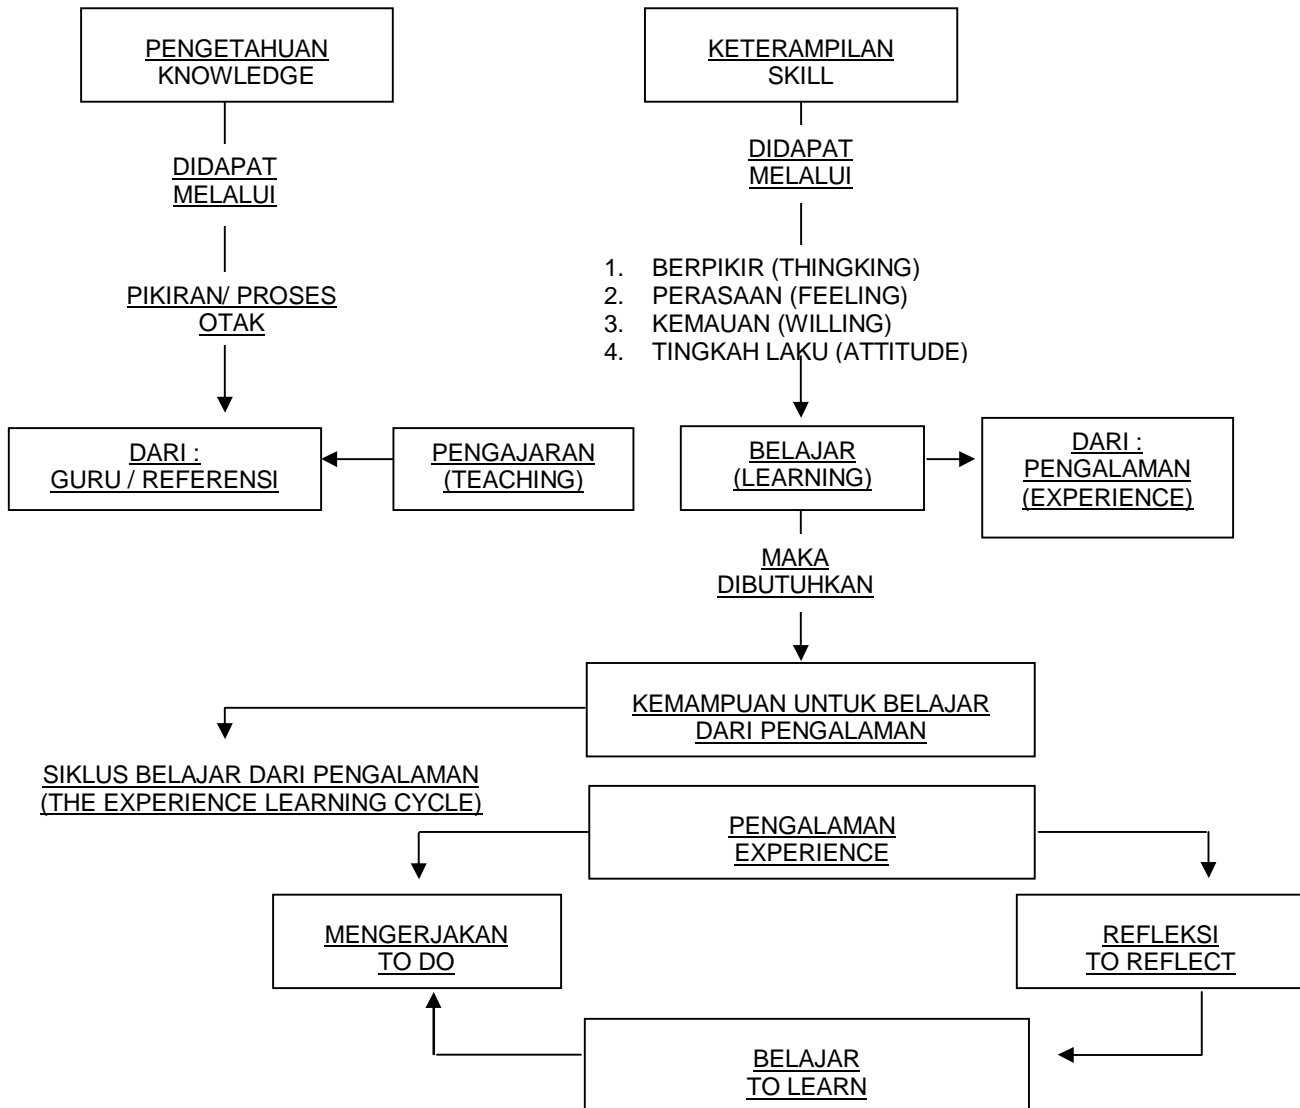 PENGETAHUAN
KNOWLEDGE
KETERAMPILAN
SKILL
DIDAPAT
MELALUI
DIDAPAT
MELALUI
PIKIRAN/ PROSES
OTAK
1. BERPIKIR (THINGKING)
2. PERASAAN (FEELING)
3. KEMAUAN (WILLING)
4. TINGKAH LAKU (ATTITUDE)
DARI :
GURU / REFERENSI
PENGAJARAN
(TEACHING)
BELAJAR
(LEARNING)
DARI :
PENGALAMAN
(EXPERIENCE)
MAKA
DIBUTUHKAN
KEMAMPUAN UNTUK BELAJAR
DARI PENGALAMAN
SIKLUS BELAJAR DARI PENGALAMAN
(THE EXPERIENCE LEARNING CYCLE)
PENGALAMAN
EXPERIENCE
MENGERJAKAN
TO DO
REFLEKSI
TO REFLECT
BELAJAR
TO LEARN